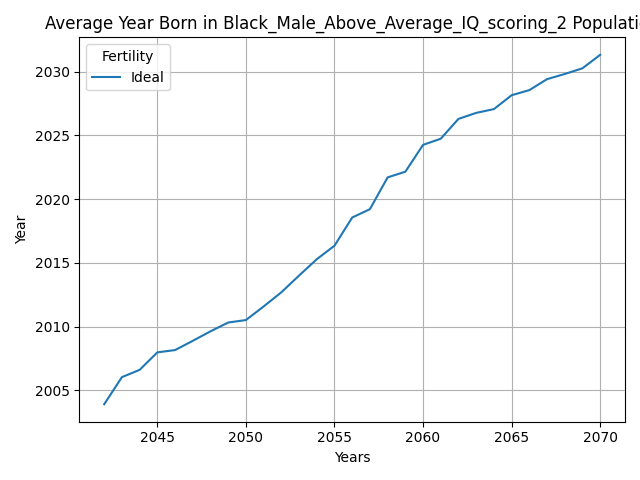 Average Year Born in Black_Male_Above_Average_IQ_scoring_2 Populati
Fertility
Ideal
2030
2025
2020
2015
2010
2005
Year
2045 2050 2055 2060 2065 2070
Years